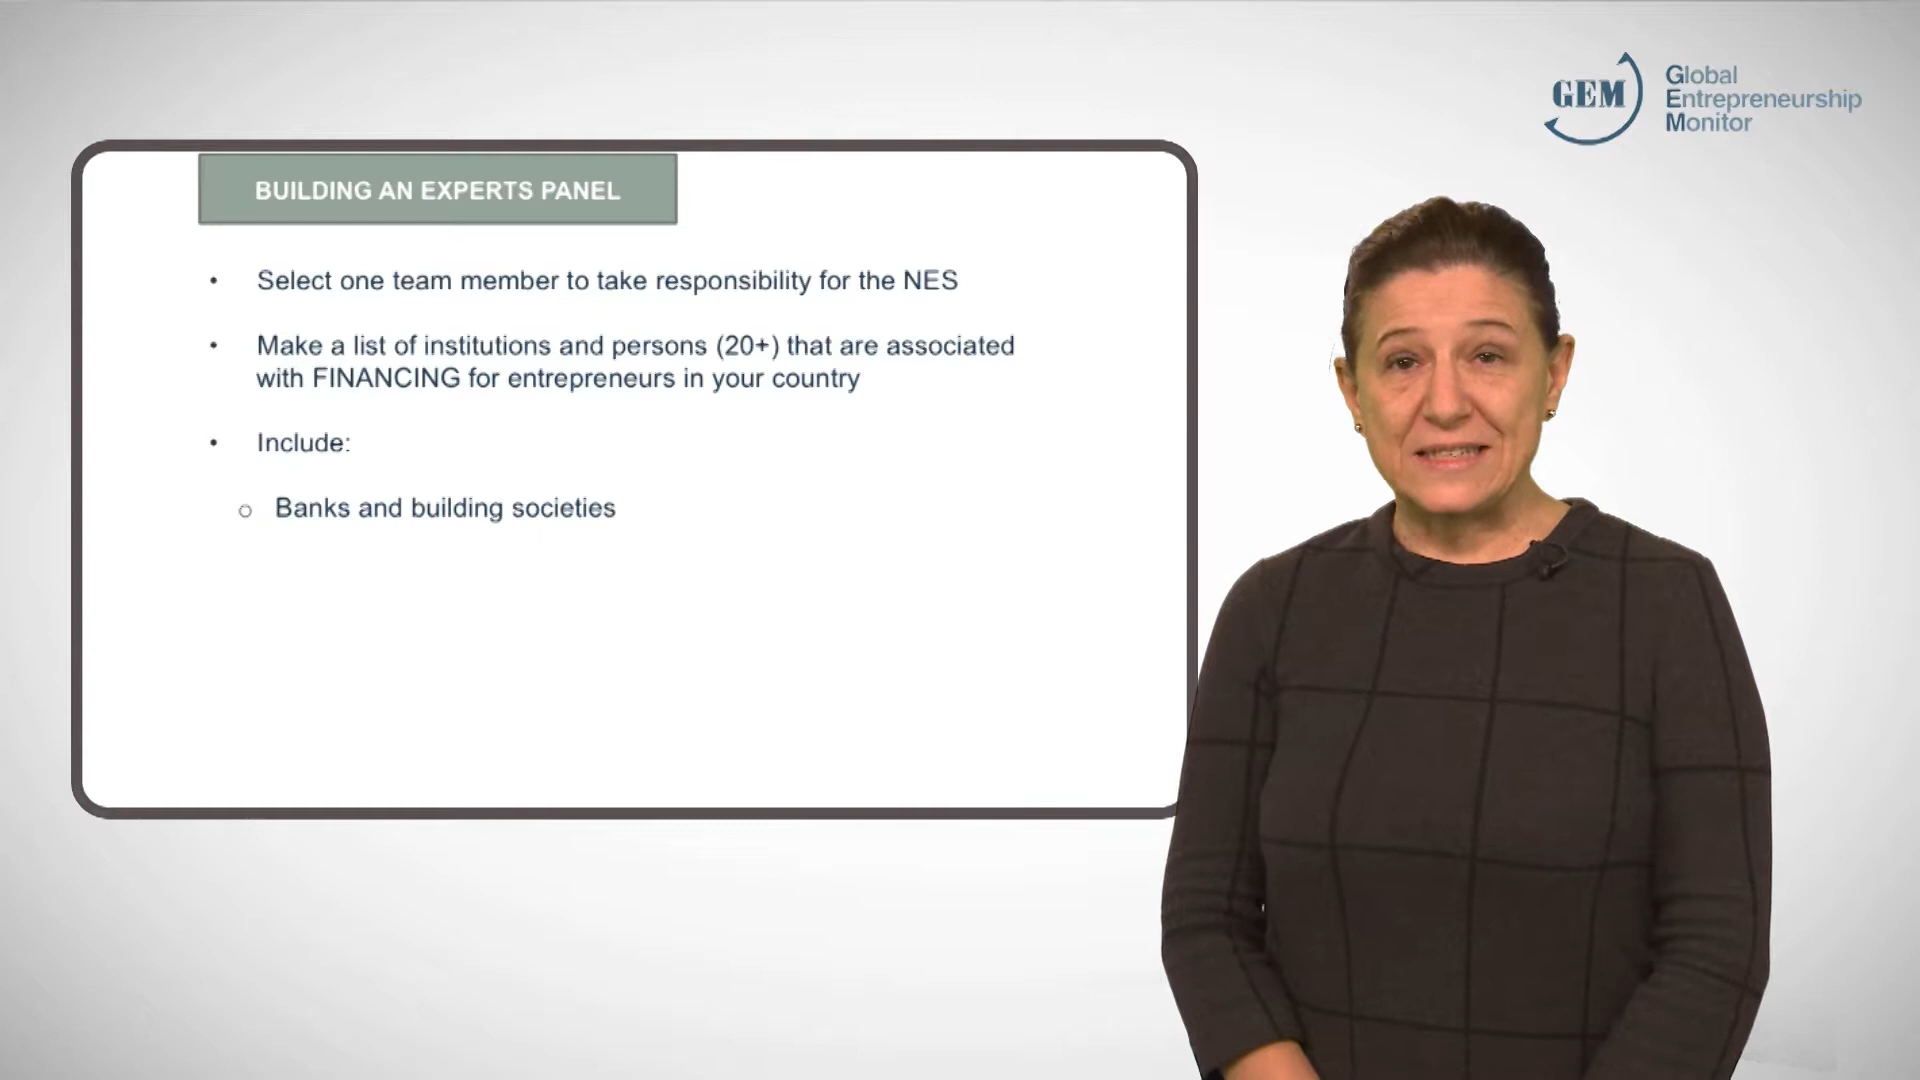 GEM
Global
Entrepreneurship
Monitor
BUILDING AN EXPERTS PANEL
• Select one team member to take responsibility for the NES
• Make a list of institutions and persons (20+) that are associated
with FINANCING for entrepreneurs in your country
• Include:
o Banks and building societies